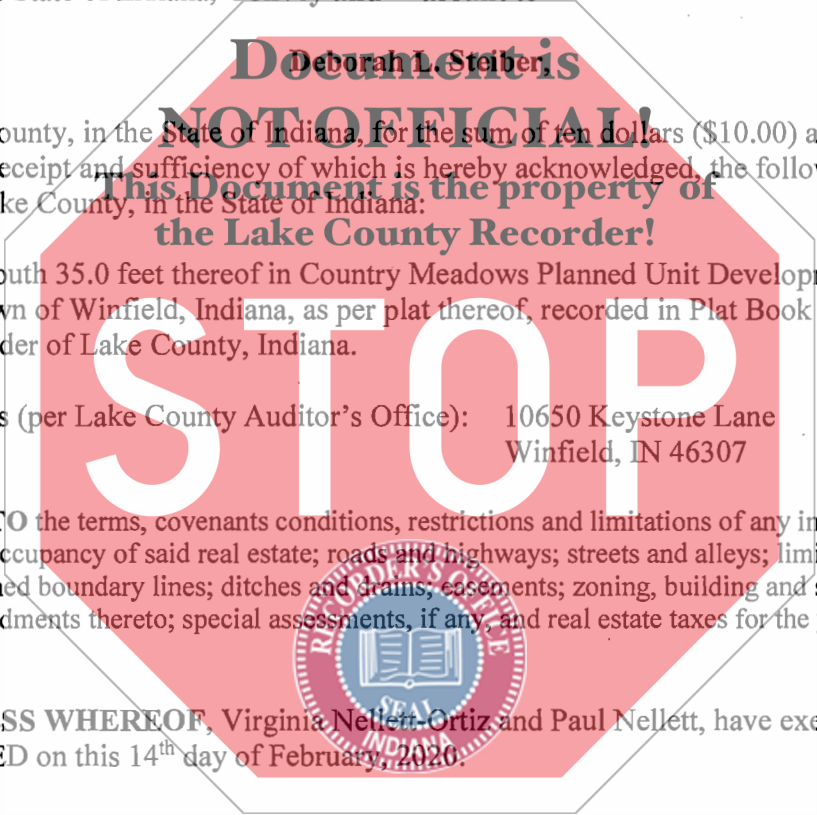 State of Indiana,
Document is
Deborah L. Steiber,
NOT OFFICIAL!
ounty, in the State of Indiana, for the sum of ten dollars ($10.00) a
eceipt and sufficiency of which is hereby acknowledged, the follow
This Document is the property of
ke County, in the State of Indiana:
the Lake County Recorder!
outh 35.0 feet thereof in Country Meadows Planned Unit Develop
wn of Winfield, Indiana, as per plat thereof, recorded in Plat Book
der of Lake County, Indiana.
STOP
s (per Lake County Auditor's Office): 10650 Keystone Lane
Winfield, IN 46307
TO the terms, covenants conditions, restrictions and limitations of any in
ccupancy of said real estate; roads and highways; streets and alleys; limi
ed boundary lines; ditches and drains; easements; zoning, building and s
dments thereto; special assessments, if any, and real estate taxes for the
RECORDER'S OFFICE
SEAL
INDIANA
SS WHEREOF, Virginia Nellett-Ortiz and Paul Nellett, have exe
ED on this 14th day of February, 2020.